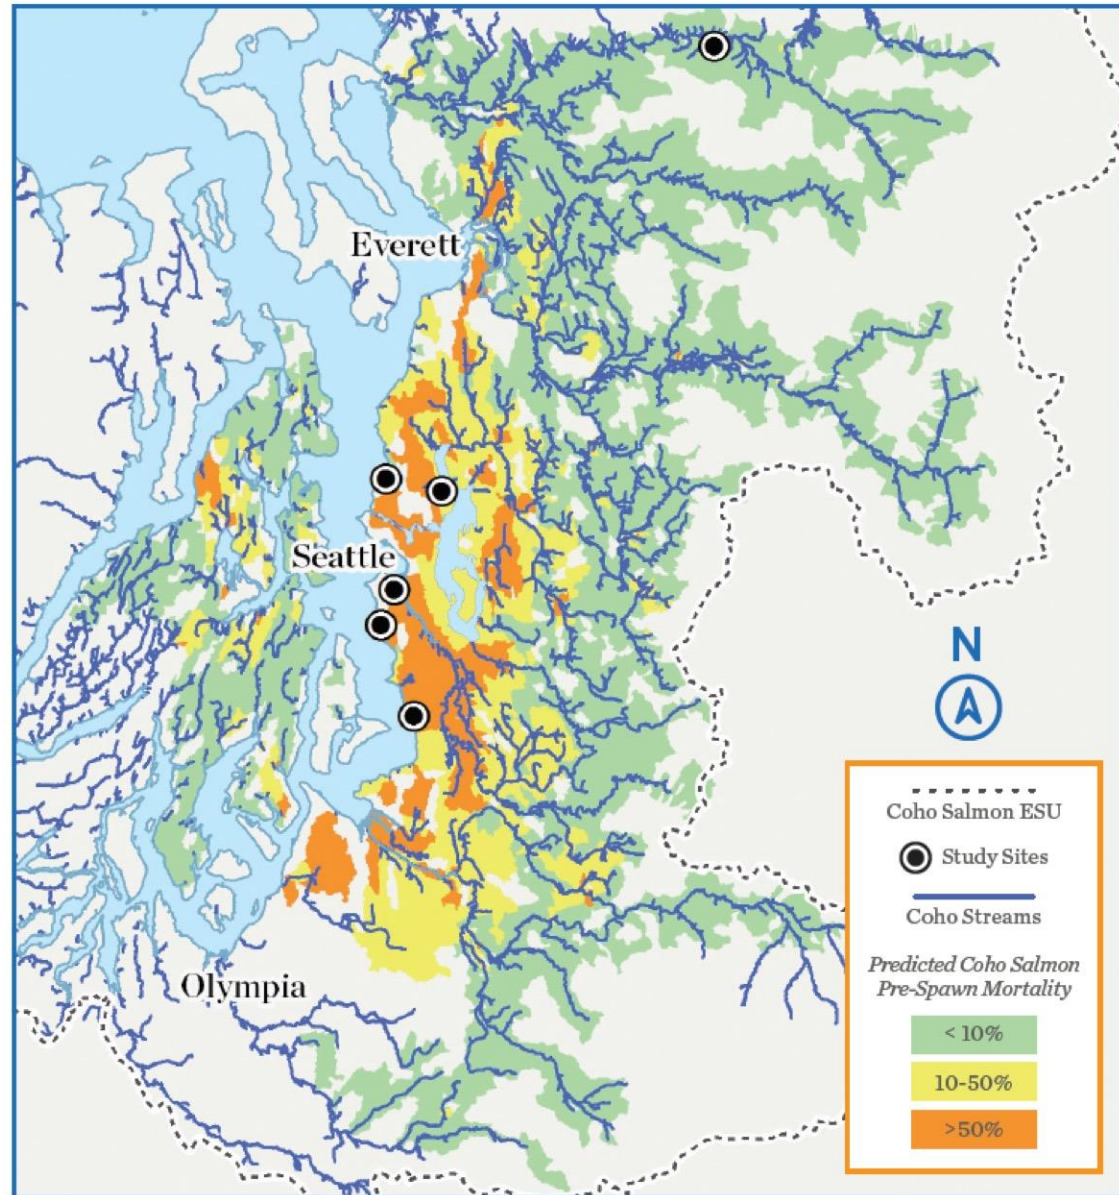 Everett
Seattle
Olympia
N
Coho Salmon ESU
Study Sites
Coho Streams
Predicted Coho Salmon
Pre-Spawn Mortality
< 10%
10-50%
>50%